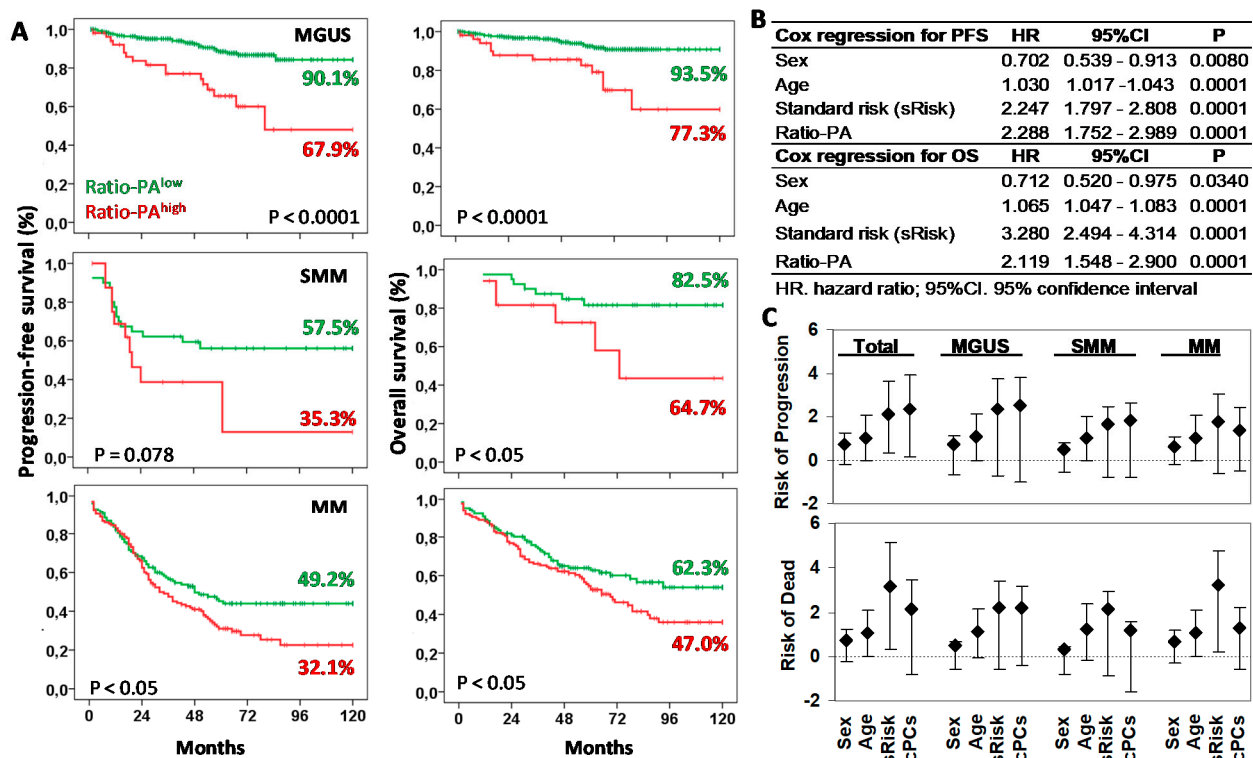 A
Progression-free survival (%)
1,0
0,8
0,6
0,4
0,2
0,0
MGUS
90.1%
67.9%
Ratio-PAlow
Ratio-PAhigh
P < 0.0001
1,0
0,8
0,6
0,4
0,2
0,0
93.5%
77.3%
P < 0.0001
1,0
0,8
0,6
0,4
0,2
0,0
SMM
57.5%
35.3%
P = 0.078
Overall survival (%)
1,0
0,8
0,6
0,4
0,2
0,0
82.5%
64.7%
P < 0.05
1,0
0,8
0,6
0,4
0,2
0,0
MM
49.2%
32.1%
P < 0.05
0 24 48 72 96 120
Months
1,0
0,8
0,6
0,4
0,2
0,0
62.3%
47.0%
P < 0.05
0 24 48 72 96 120
Months
B
Cox regression for PFS HR 95%CI P
Sex 0.702 0.539 - 0.913 0.0080
Age 1.030 1.017 -1.043 0.0001
Standard risk (sRisk) 2.247 1.797 - 2.808 0.0001
Ratio-PA 2.288 1.752 - 2.989 0.0001
Cox regression for OS HR 95%CI P
Sex 0.712 0.520 - 0.975 0.0340
Age 1.065 1.047 - 1.083 0.0001
Standard risk (sRisk) 3.280 2.494 - 4.314 0.0001
Ratio-PA 2.119 1.548 - 2.900 0.0001
HR. hazard ratio; 95%CI. 95% confidence interval
C
Risk of Progression
6
4
2
0
-2
Total MGUS SMM MM
Risk of Dead
6
4
2
0
-2
Sex Age sRisk cPCs Sex Age sRisk cPCs Sex Age sRisk cPCs Sex Age sRisk cPCs